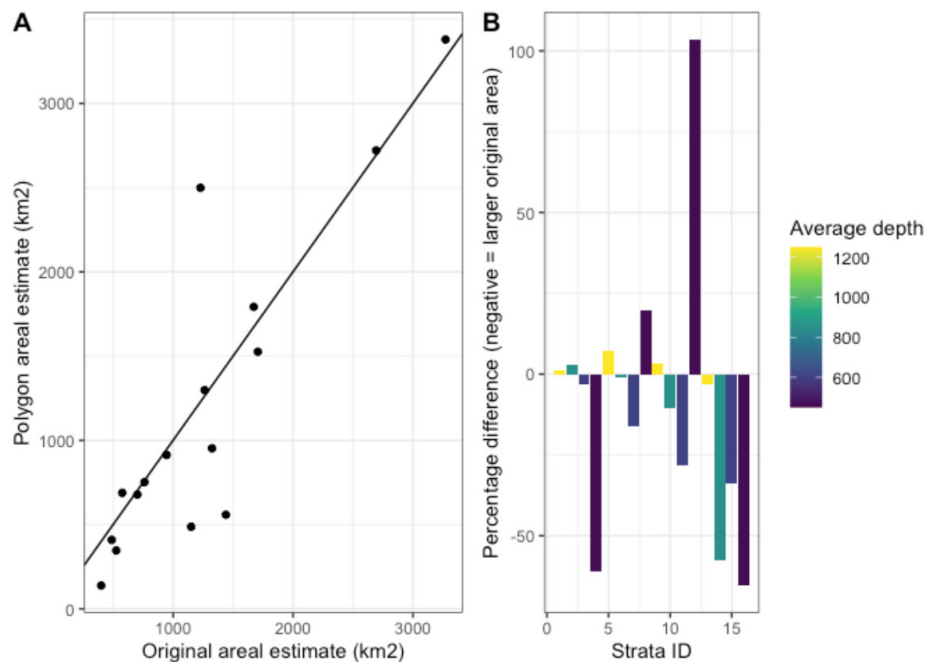 A
Polygon areal estimate (km2)
3000
2000
1000
0
1000
2000
3000
Original areal estimate (km2)
B
Percentage difference (negative = larger original area)
100
50
0
-50
0
5
10
15
Strata ID
Average depth
1200
1000
800
600